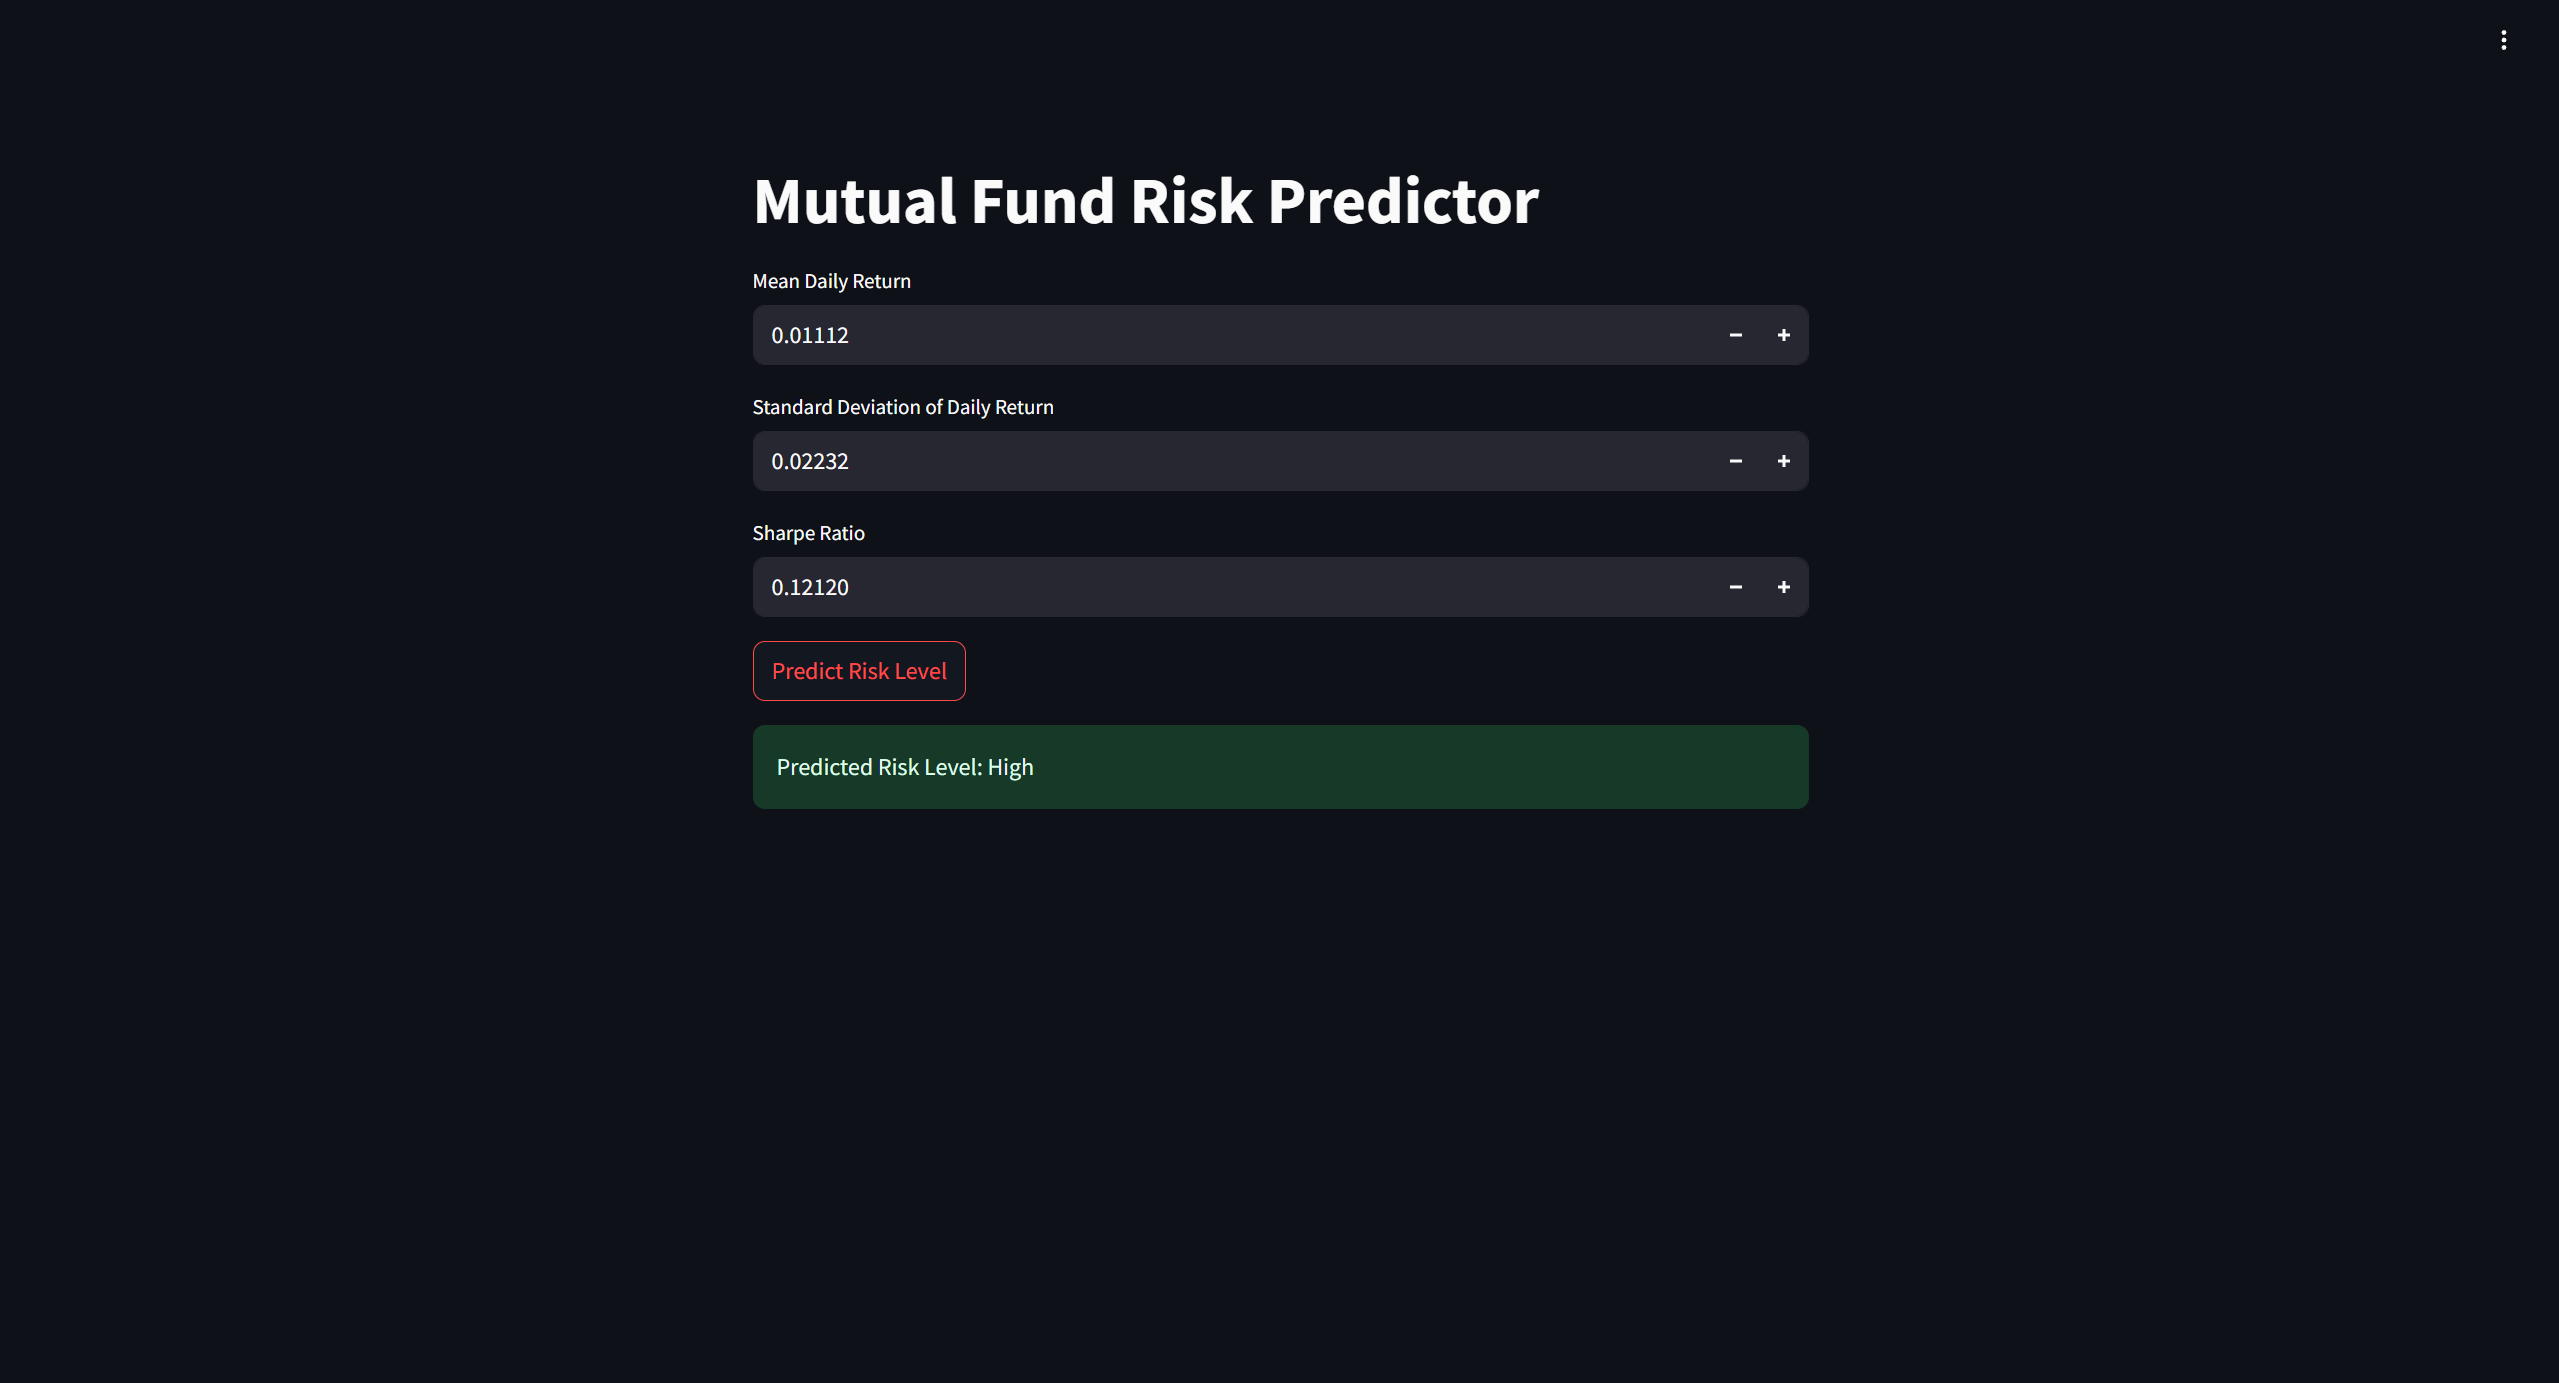 Mutual Fund Risk Predictor
Mean Daily Return
0.01112
Standard Deviation of Daily Return
0.02232
Sharpe Ratio
0.12120
Predict Risk Level
Predicted Risk Level: High